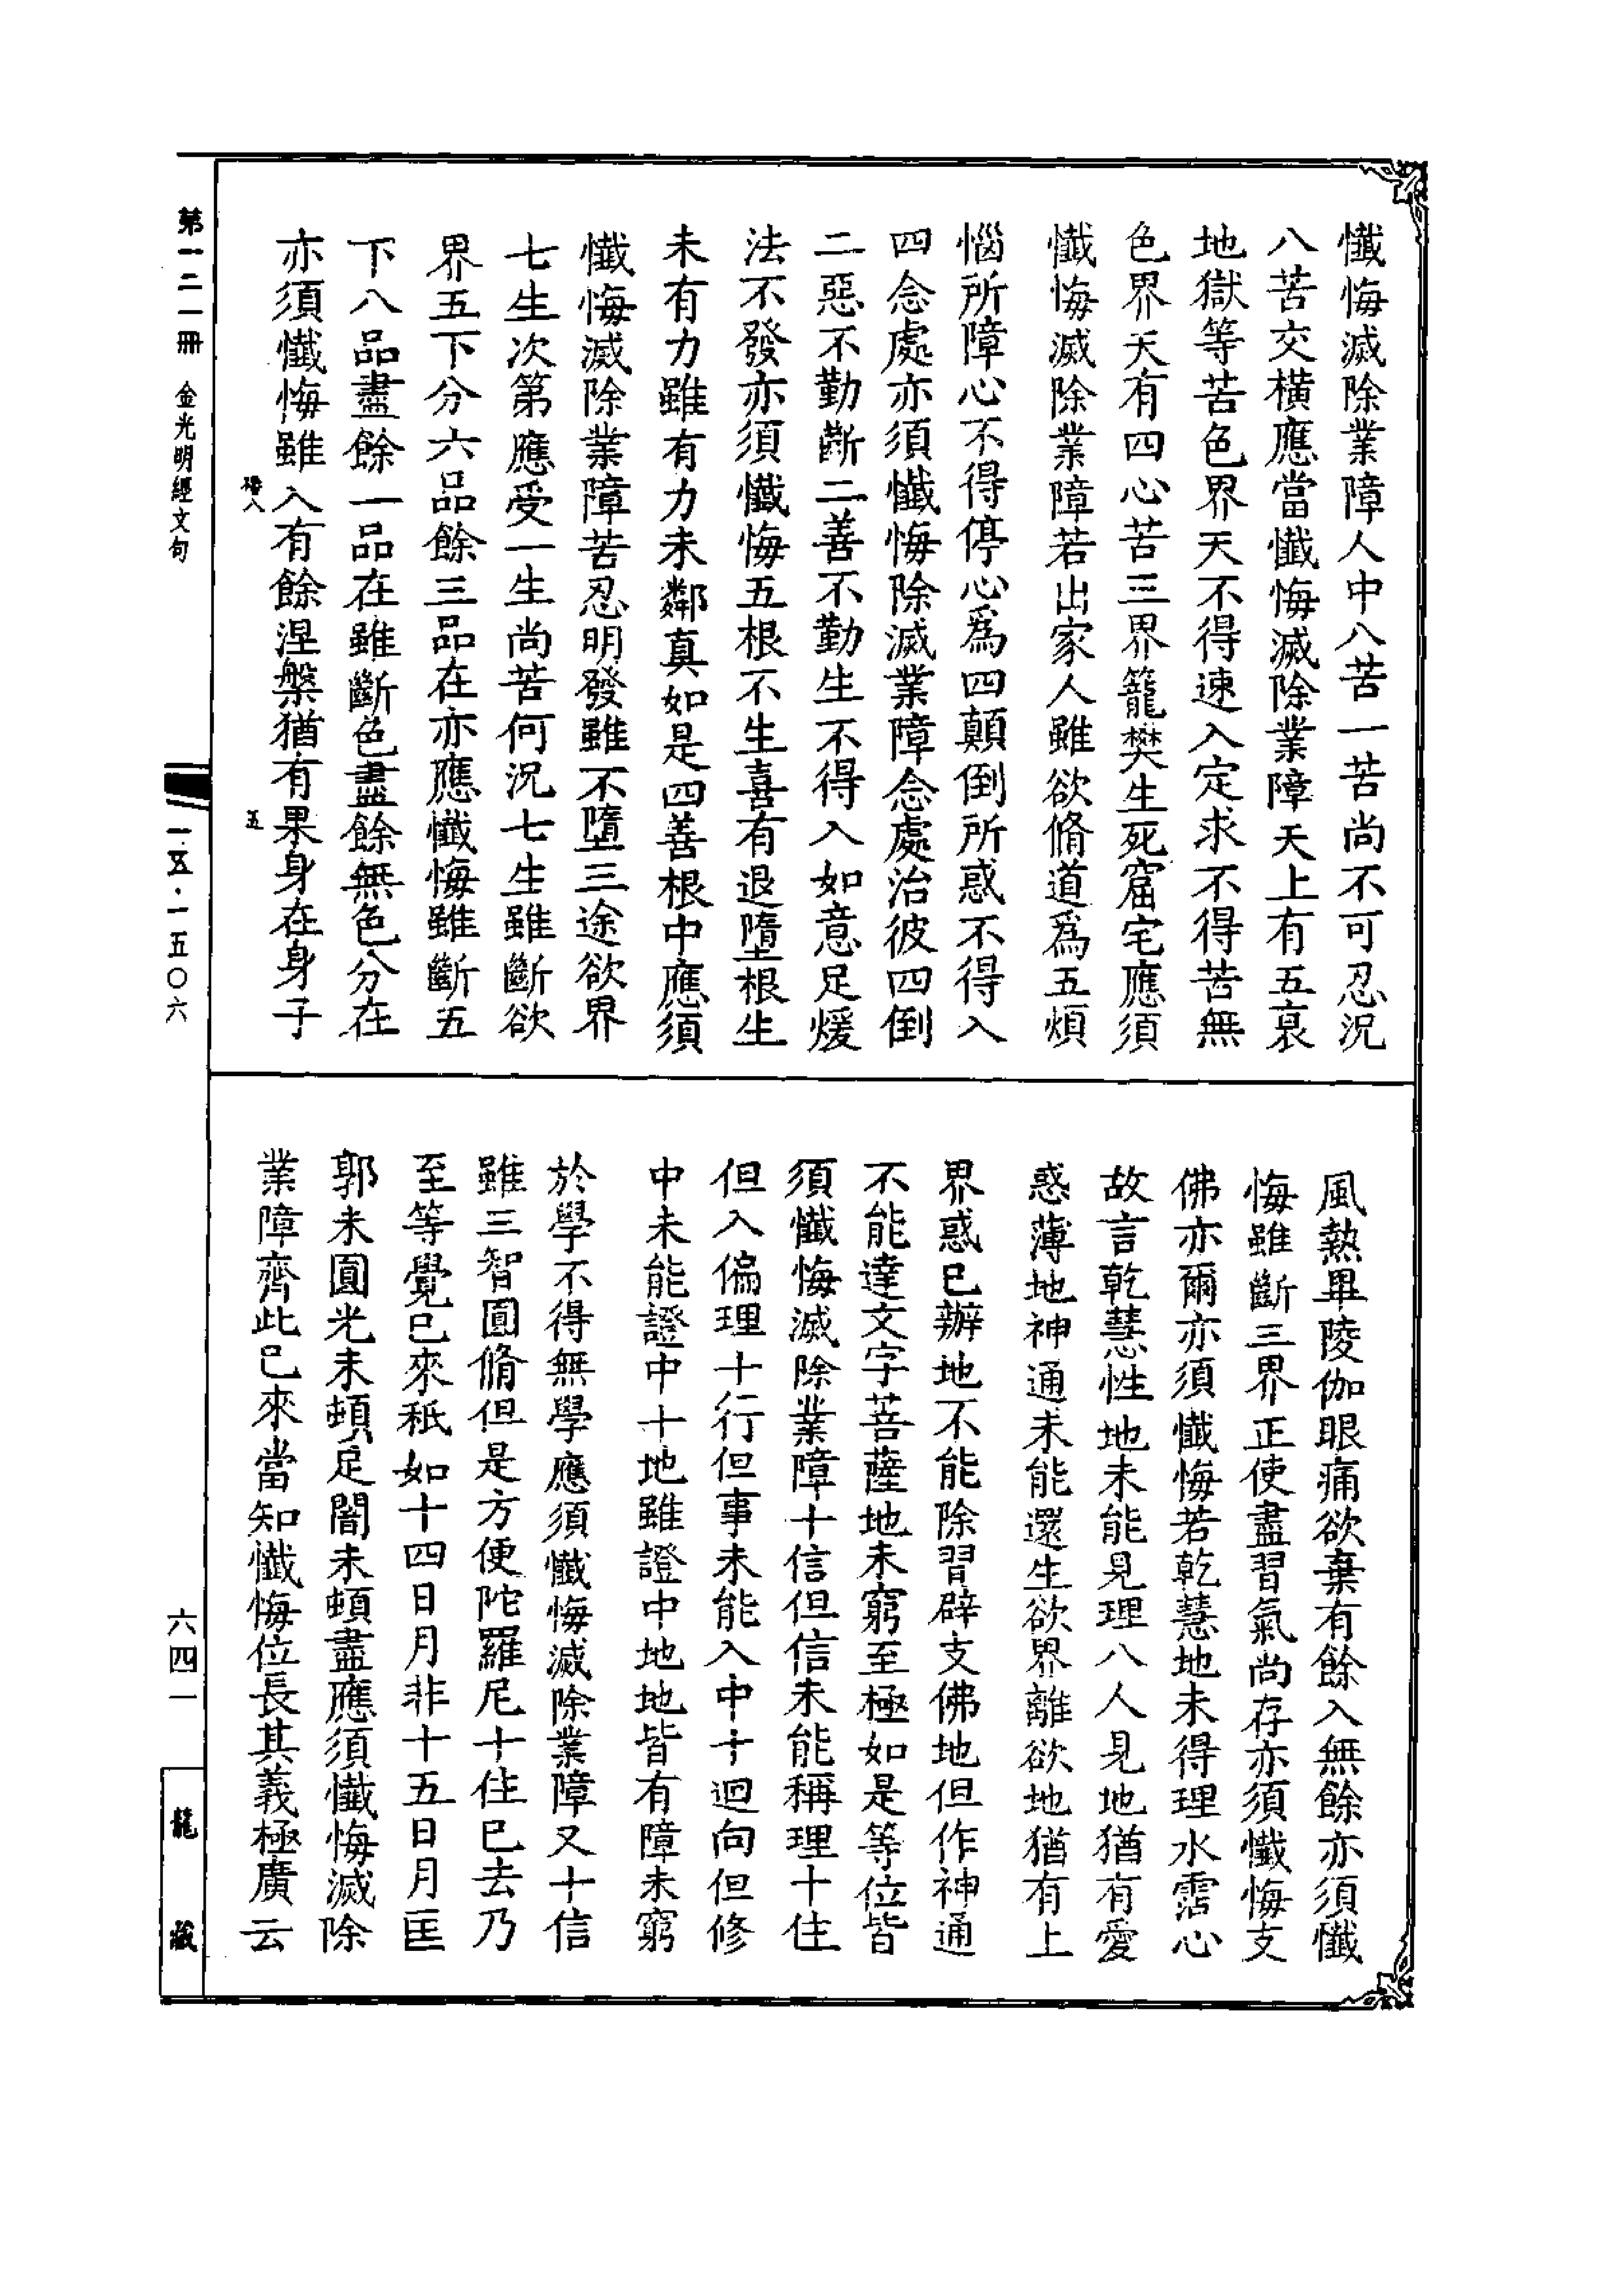 懺悔滅除業障人中八苦一苦尚不可忍況
八苦交橫應當懺悔滅除業障天上有五衰
地獄等苦色界天不得速入定求不得苦無
色界天有四心苦三界籠樊生死窟宅應須
懺悔滅除業障若出家人雖欲脩道爲五煩
惱所障心不得停心爲四顛倒所惑不得入
四念處亦須懺悔除滅業障念處治彼四倒
二惡不勤斷二善不勤生不得入如意足煖
法不發亦須懺悔五根不生喜有退墮根生
未有力雖有力未鄰真如是四善根中應須
懺悔滅除業障苦忍明發雖不墮三途欲界
七生次第應受一生尚苦何況七生雖斷欲
界五下分六品餘三品在亦應懺悔雖斷五
下八品盡餘一品在雖斷色盡餘無色分在
亦須懺悔雖入有餘涅槃猶有果身在身子
風熱畢陵伽眼痛欲棄有餘入無餘亦須懺
悔雖斷三界正使盡習氣尚存亦須懺悔支
佛亦爾亦須懺悔若乾慧地未得理水霑心
故言乾慧性地未能見理八人見地猶有愛
惑薄地神通未能還生欲界離欲地猶有上
界惑已辦地不能除習辟支佛地但作神通
不能達文字菩薩地未窮至極如是等位皆
須懺悔滅除業障十信但信未能稱理十住
但入偏理十行但事未能入中十迴向但修
中未能證中十地雖證中地地皆有障未窮
於學不得無學應須懺悔滅除業障又十信
雖三智圓脩但是方便陀羅尼十住已去乃
至等覺已來秖如十四日月非十五日月匡
郭未圓光未頓足闇未頓盡應須懺悔滅除
業障齊此已來當知懺悔位長其義極廣云
第一二一冊
金光明經文句
五
一五·一五〇六
六四一
龍藏